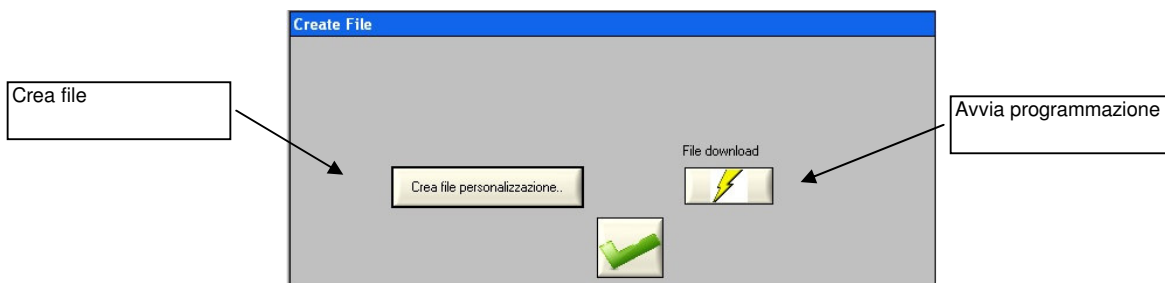 Create File
Crea file
Avvia programmazione
File download
Crea file personalizzazione..